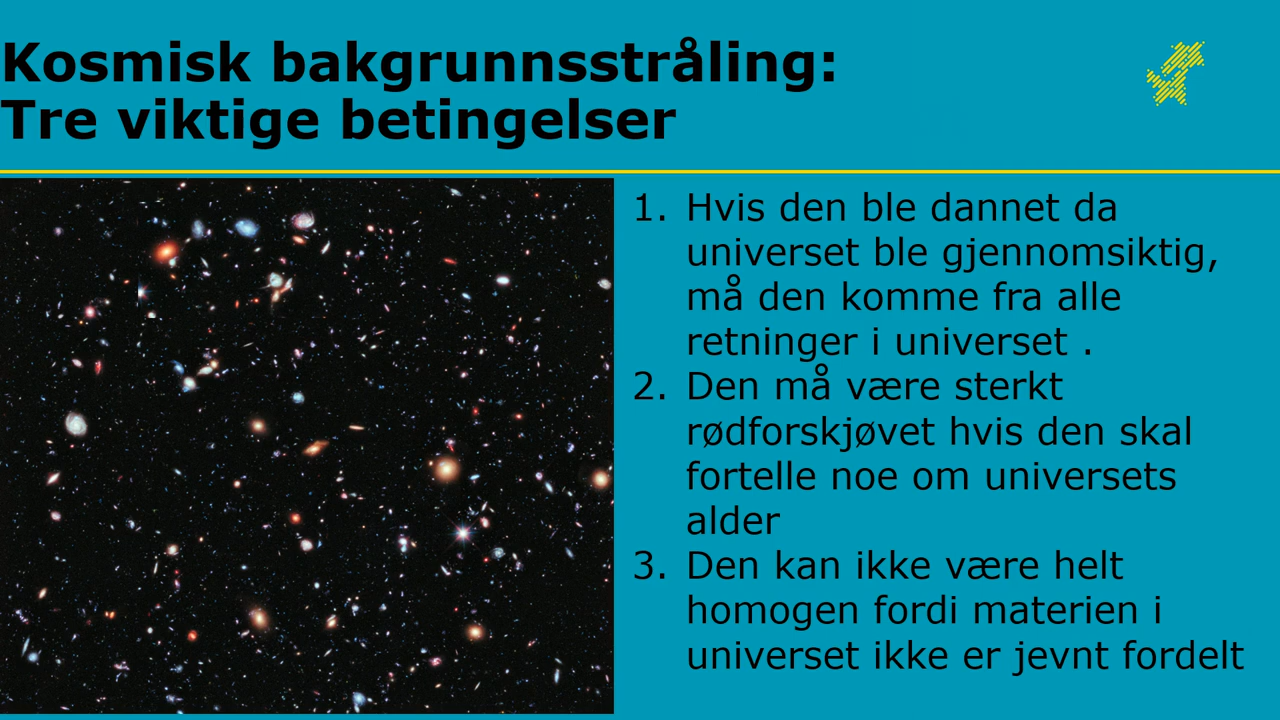 Kosmisk bakgrunnsstråling:
Tre viktige betingelser
1. Hvis den ble dannet da
universet ble gjennomsiktig,
må den komme fra alle
retninger i universet .
2. Den må være sterkt
rødforskjøvet hvis den skal
fortelle noe om universets
alder
3. Den kan ikke være helt
homogen fordi materien i
universet ikke er jevnt fordelt